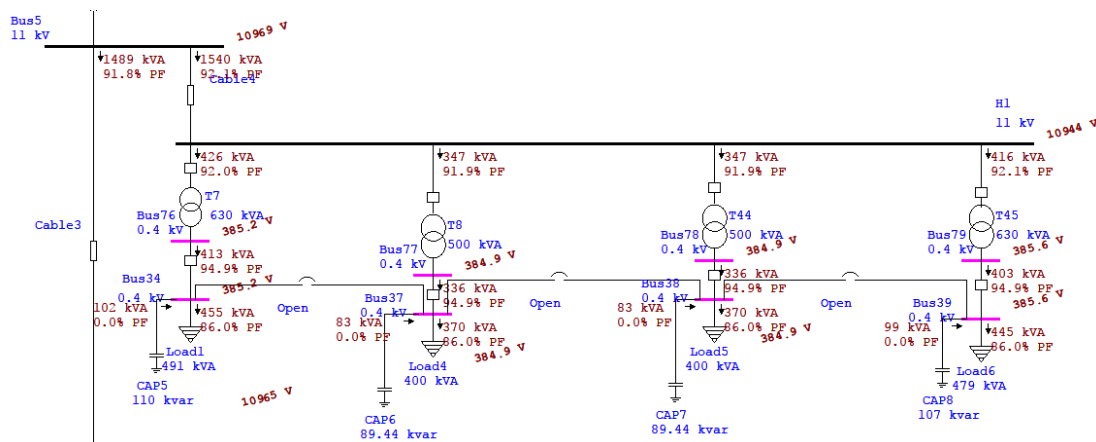 Bus5
11 kV
10969 V
1489 kVA
91.8% PF
1540 kVA
92.1% PF
Cable4
H1
11 kV
10944 V
426 kVA
92.0% PF
347 kVA
91.9% PF
347 kVA
91.9% PF
416 kVA
92.1% PF
Cable3
T7
630 kVA
Bus76
0.4 kV
385.2 V
T8
500 kVA
Bus77
0.4 kV
384.9 V
T44
500 kVA
Bus78
0.4 kV
384.9 V
T45
630 kVA
Bus79
0.4 kV
385.6 V
413 kVA
94.9% PF
336 kVA
94.9% PF
336 kVA
94.9% PF
403 kVA
94.9% PF
Bus34
0.4 kV
385.2 V
Open
Bus37
0.4 kV
Open
Bus38
0.4 kV
Open
Bus39
0.4 kV
385.6 V
102 kVA
0.0% PF
455 kVA
86.0% PF
83 kVA
0.0% PF
370 kVA
86.0% PF
384.9 V
83 kVA
0.0% PF
370 kVA
86.0% PF
99 kVA
0.0% PF
445 kVA
86.0% PF
Load1
491 kVA
Load4
400 kVA
Load5
400 kVA
Load6
479 kVA
CAP5
110 kvar
10965 V
CAP6
89.44 kvar
CAP7
89.44 kvar
CAP8
107 kvar